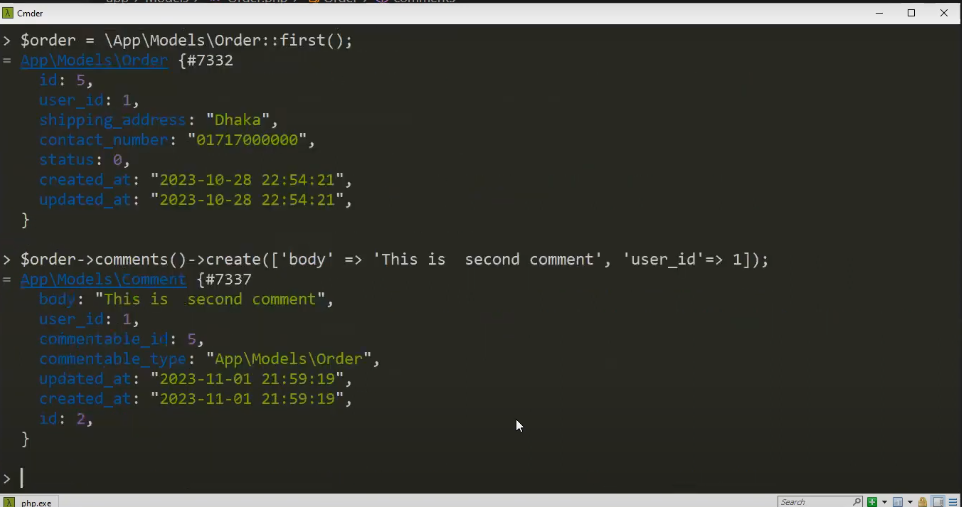 Cmder
> $order = \App\Models\Order::first();
= App\Models\Order {#7332
id: 5,
user_id: 1,
shipping_address: "Dhaka",
contact_number: "01717000000",
status: 0,
created_at: "2023-10-28 22:54:21",
updated_at: "2023-10-28 22:54:21",
}
> $order->comments()->create(['body' => 'This is  second comment', 'user_id'=> 1]);
= App\Models\Comment {#7337
body: "This is  second comment",
user_id: 1,
commentable_id: 5,
commentable_type: "App\Models\Order",
updated_at: "2023-11-01 21:59:19",
created_at: "2023-11-01 21:59:19",
id: 2,
}
>
php.exe
Search